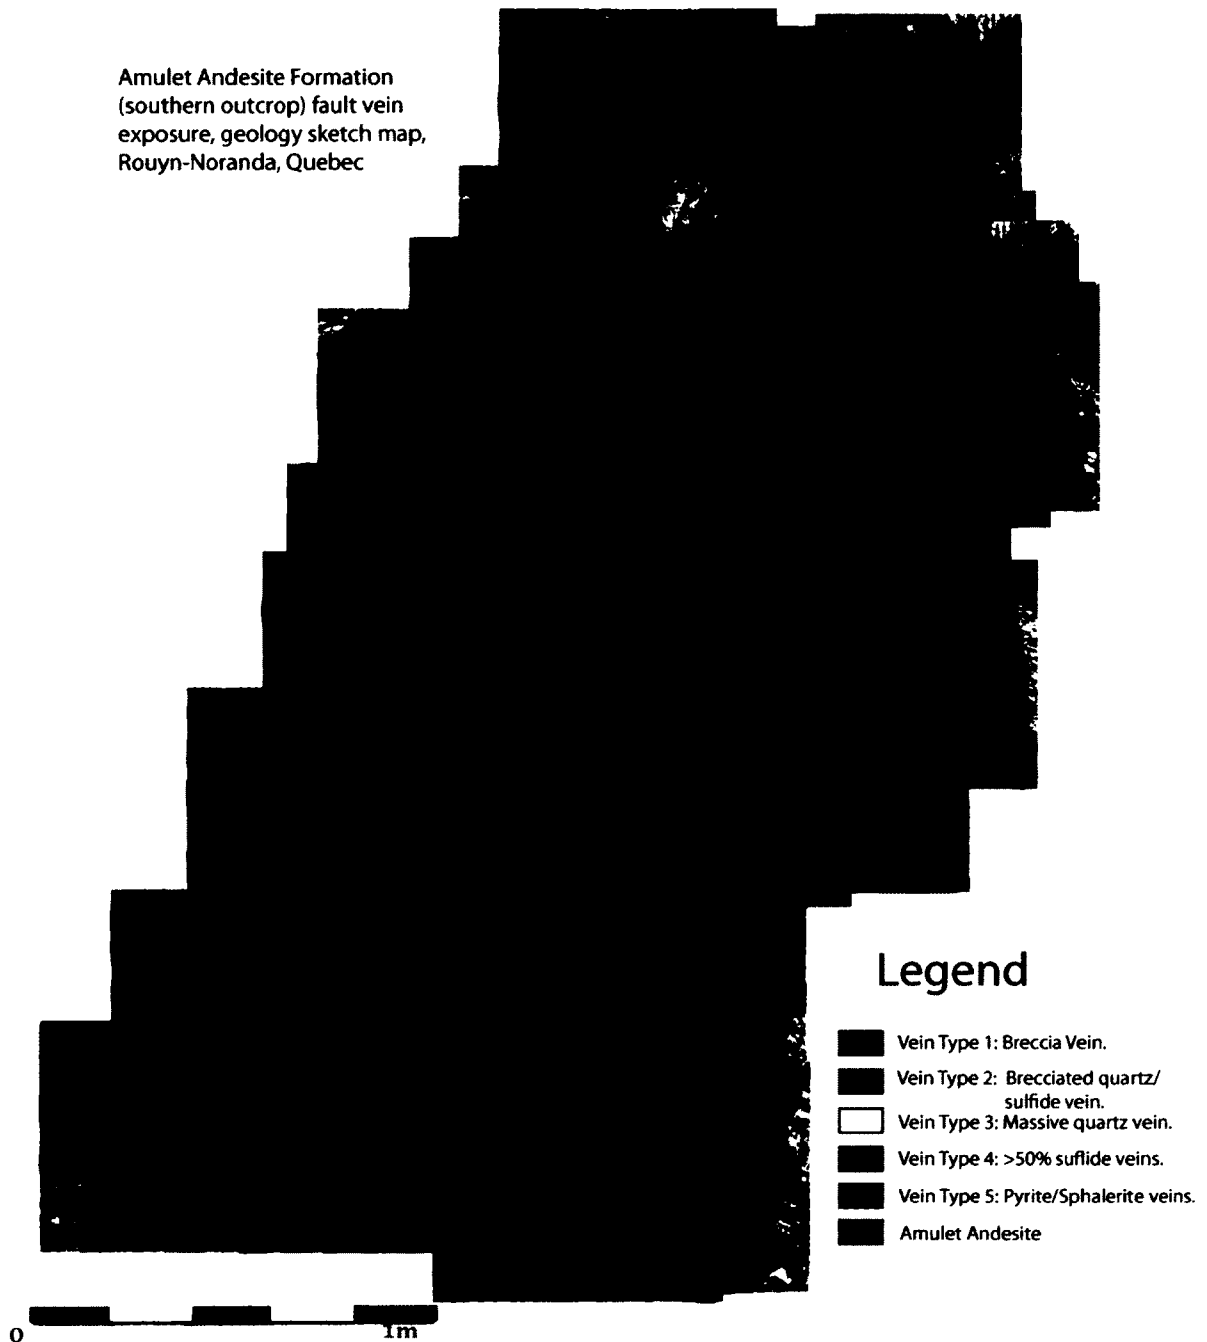 Amulet Andesite Formation
(southern outcrop) fault vein
exposure, geology sketch map,
Rouyn-Noranda, Quebec
Legend
Vein Type 1: Breccia Vein.
Vein Type 2: Brecciated quartz/
sulfide vein.
Vein Type 3: Massive quartz vein.
Vein Type 4: >50% suflide veins.
Vein Type 5: Pyrite/Sphalerite veins.
Amulet Andesite
0 1m